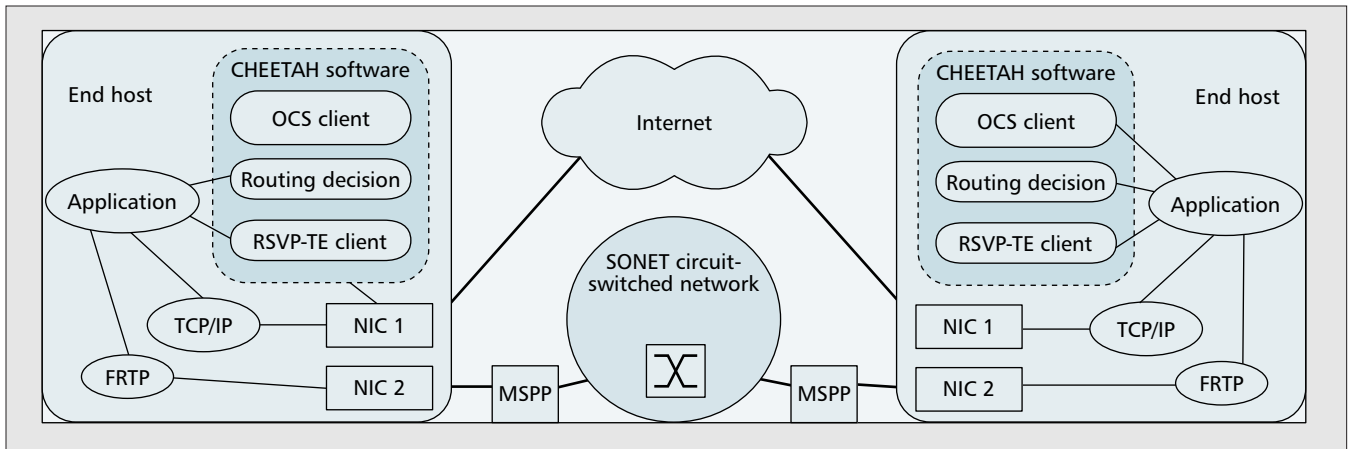 End host
CHEETAH software
OCS client
Routing decision
RSVP-TE client
Application
TCP/IP
FRTP
NIC 1
NIC 2
Internet
SONET circuit-
switched network
MSPP
MSPP
CHEETAH software
End host
OCS client
Routing decision
RSVP-TE client
Application
NIC 1
TCP/IP
NIC 2
FRTP